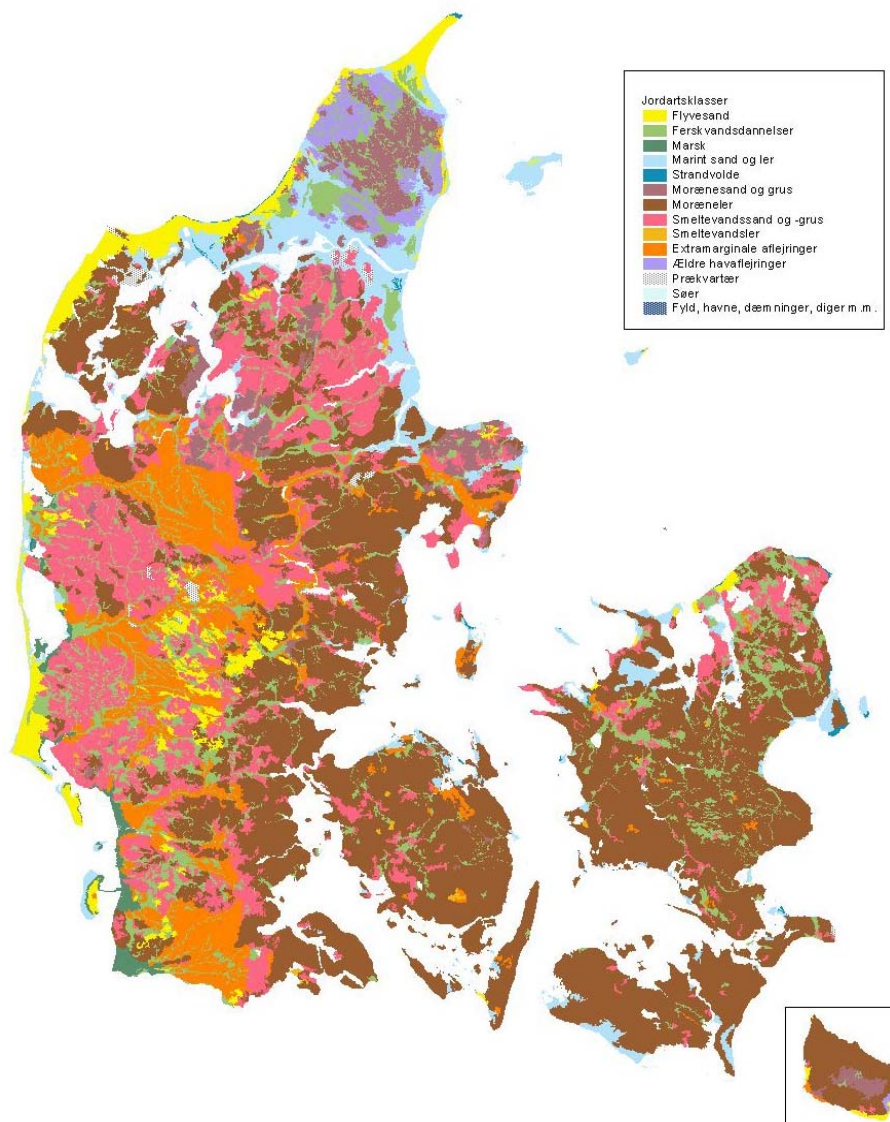 Jordartsklasser
Flyvesand
Ferskvandsdannelser
Marsk
Marint sand og ler
Strandvolde
Morænesand og grus
Moræneler
Smeltevandssand og -grus
Smeltevandsler
Extramarginale aflejringer
Ældre havaflejringer
Prækvartær
Søer
Fyld, havne, dæmninger, diger m.m.